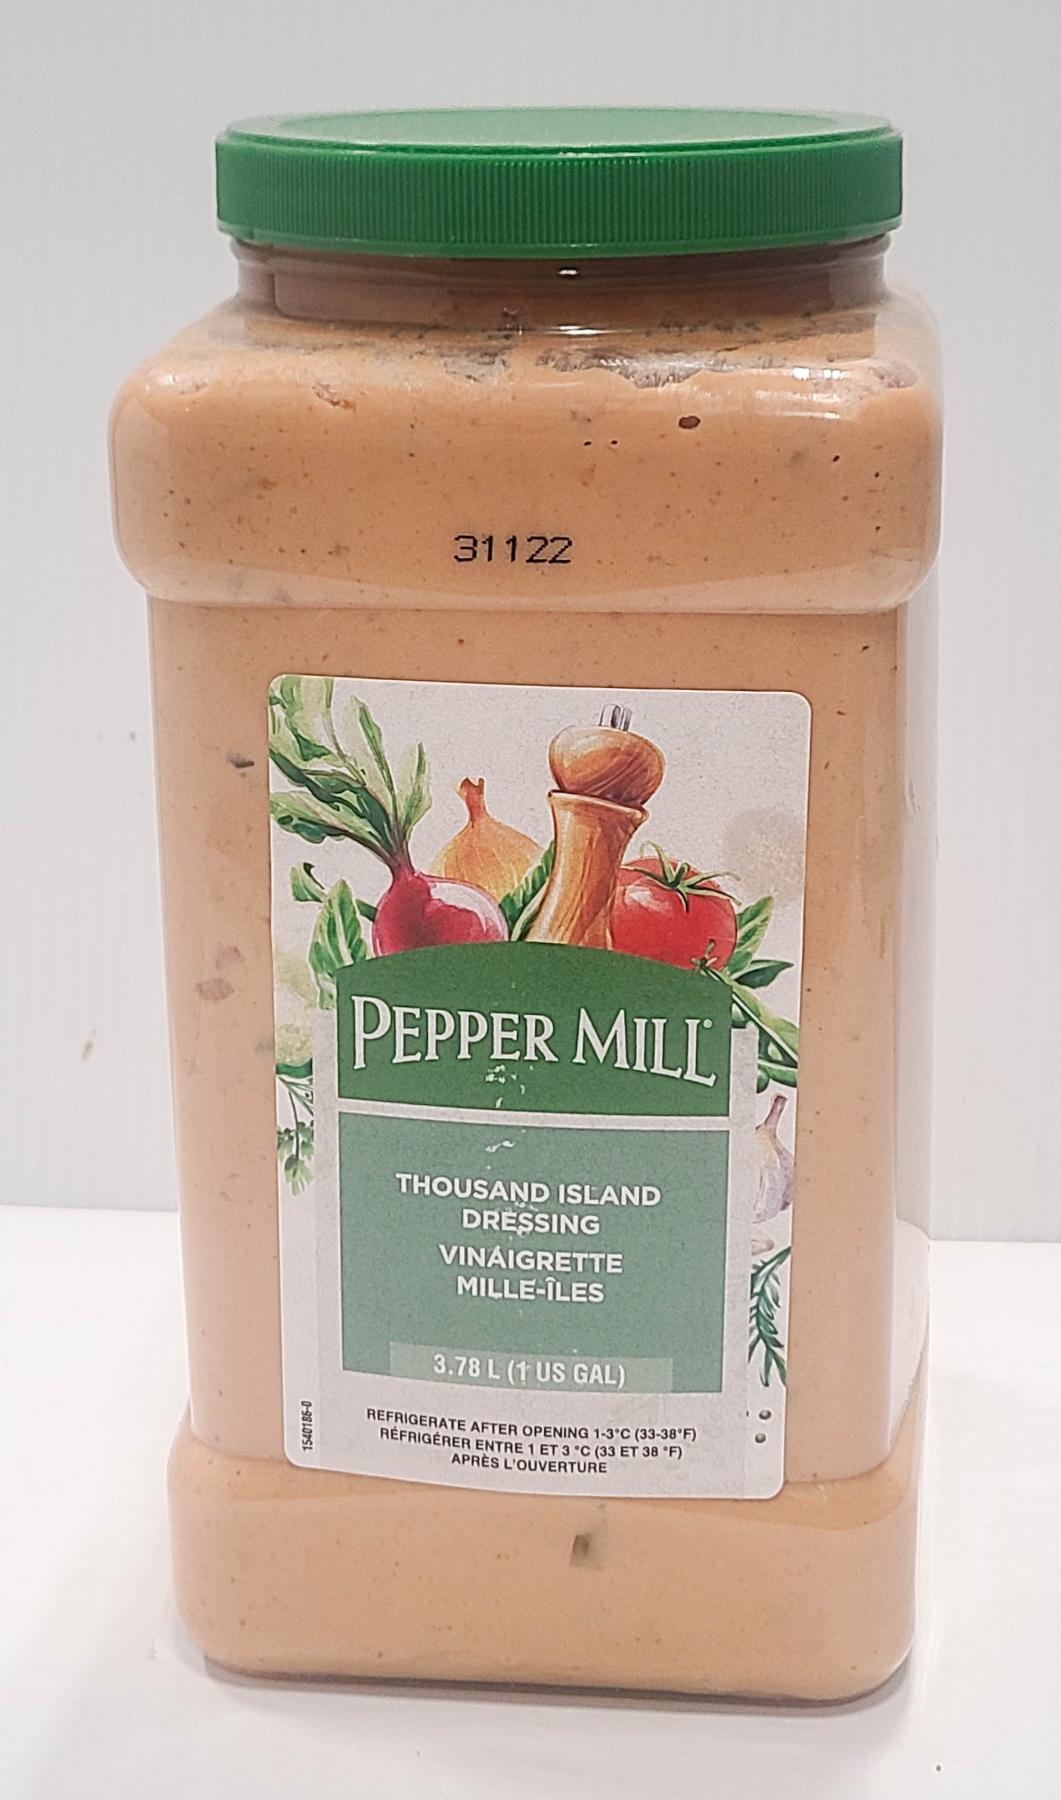 31122
PEPPER MILL®
THOUSAND ISLAND
DRESSING
VINAIGRETTE
MILLE-ÎLES
3.78 L (1 US GAL)
REFRIGERATE AFTER OPENING 1-3°C (33-38°F)
RÉFRIGÉRER ENTRE 1 ET 3 °C (33 ET 38 °F)
APRÈS L'OUVERTURE
1540186-0